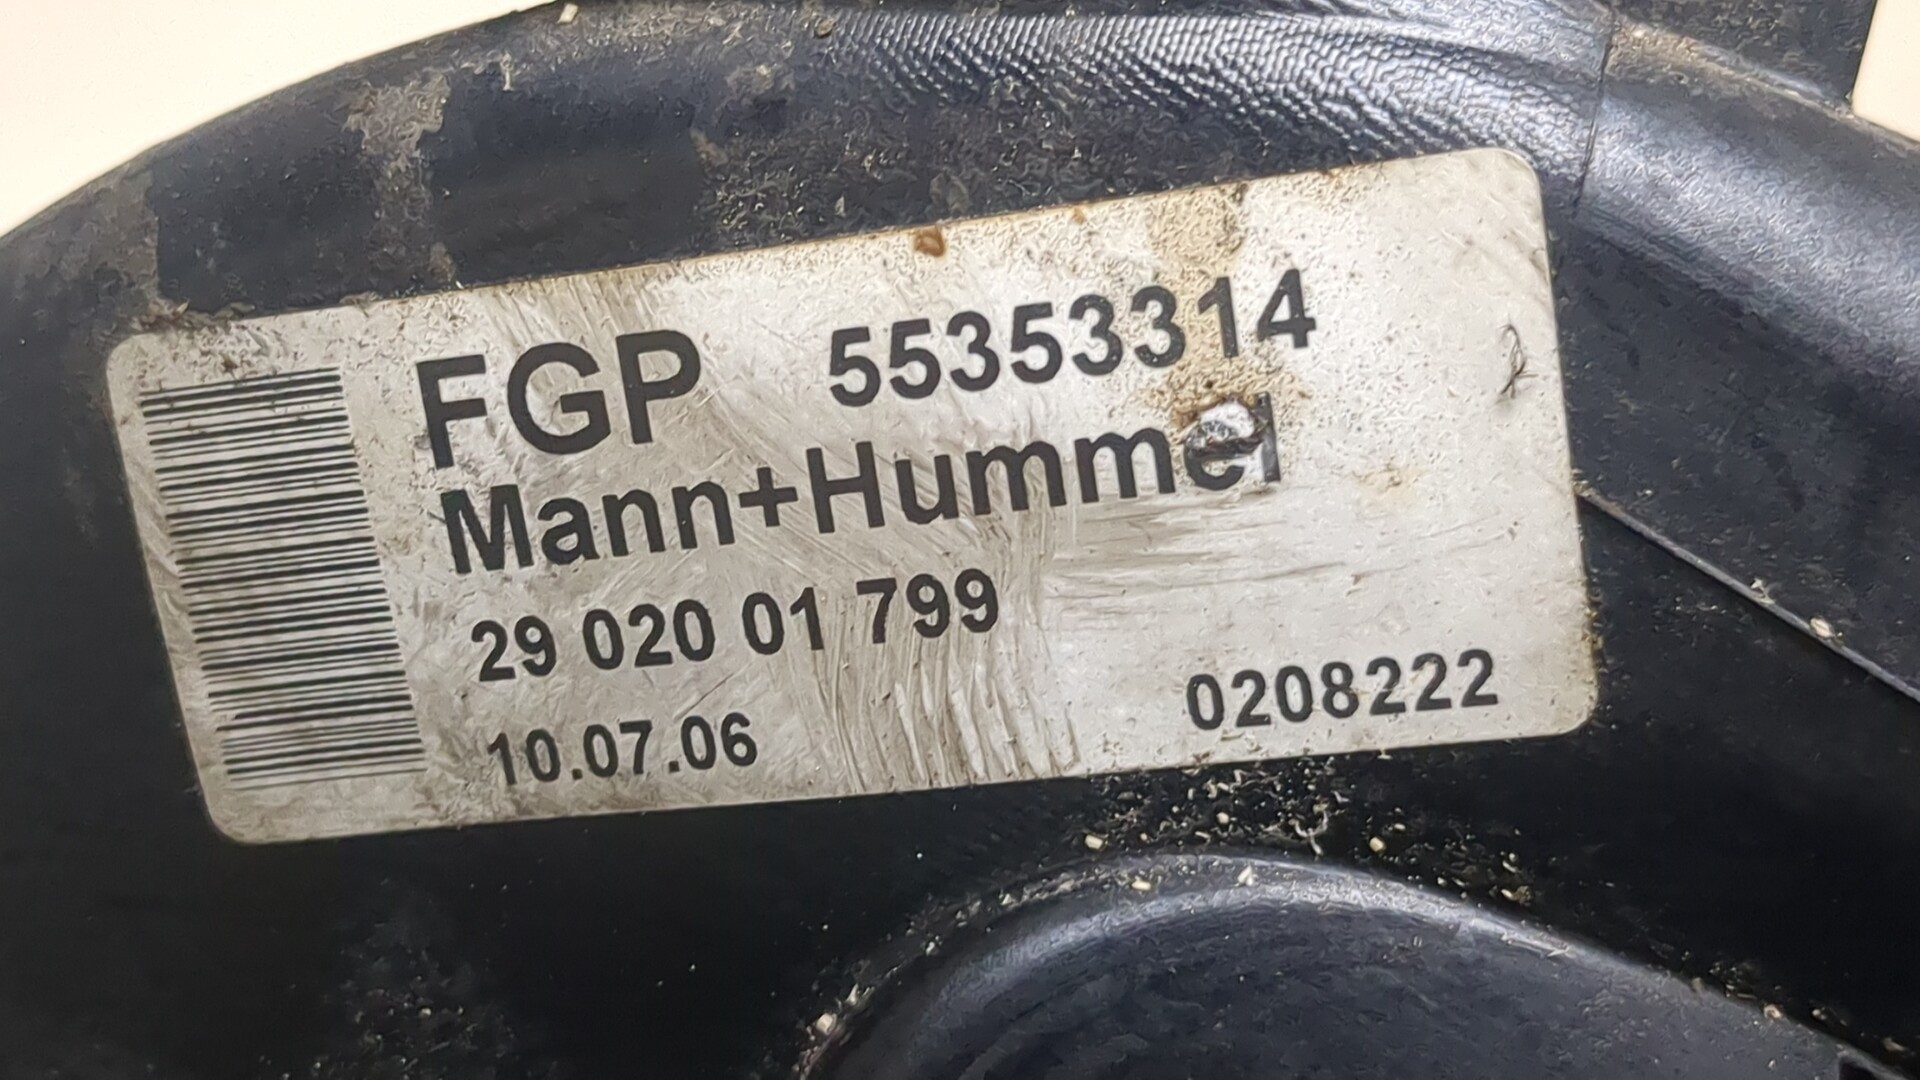 FGP 55353314
Mann+Hummel
29 020 01 799
10.07.06 0208222